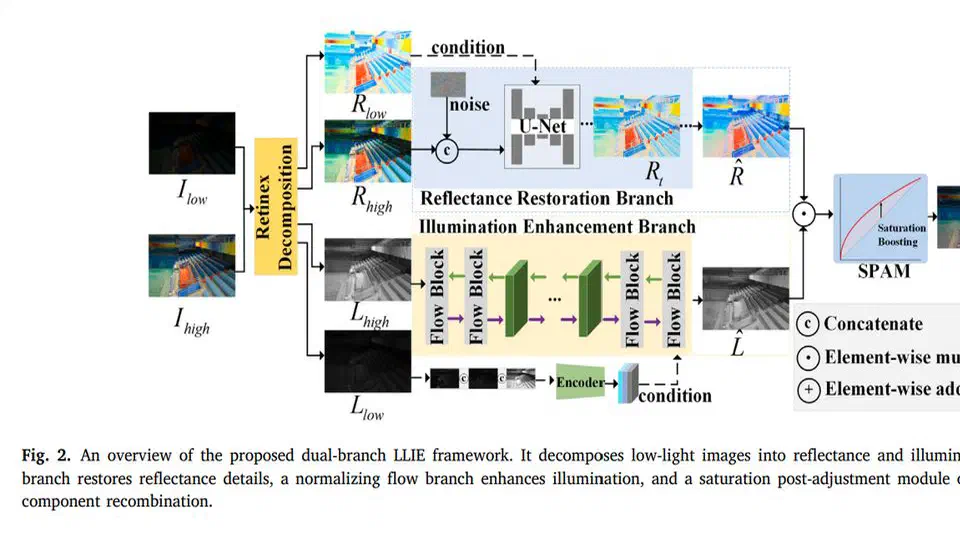 condition
R_low
noise
U-Net
c
R_t
R̂
R_high
I_low
Retinex
Decomposition
Reflectance Restoration Branch
Illumination Enhancement Branch
Saturation
Boosting
SPAM
I_high
L_high
Flow Block
Flow Block
...
Flow Block
Flow Block
L̂
c Concatenate
Element-wise mu
+ Element-wise add
L_low
c
c
Encoder
condition
Fig. 2. An overview of the proposed dual-branch LLIE framework. It decomposes low-light images into reflectance and illumin
branch restores reflectance details, a normalizing flow branch enhances illumination, and a saturation post-adjustment module
component recombination.